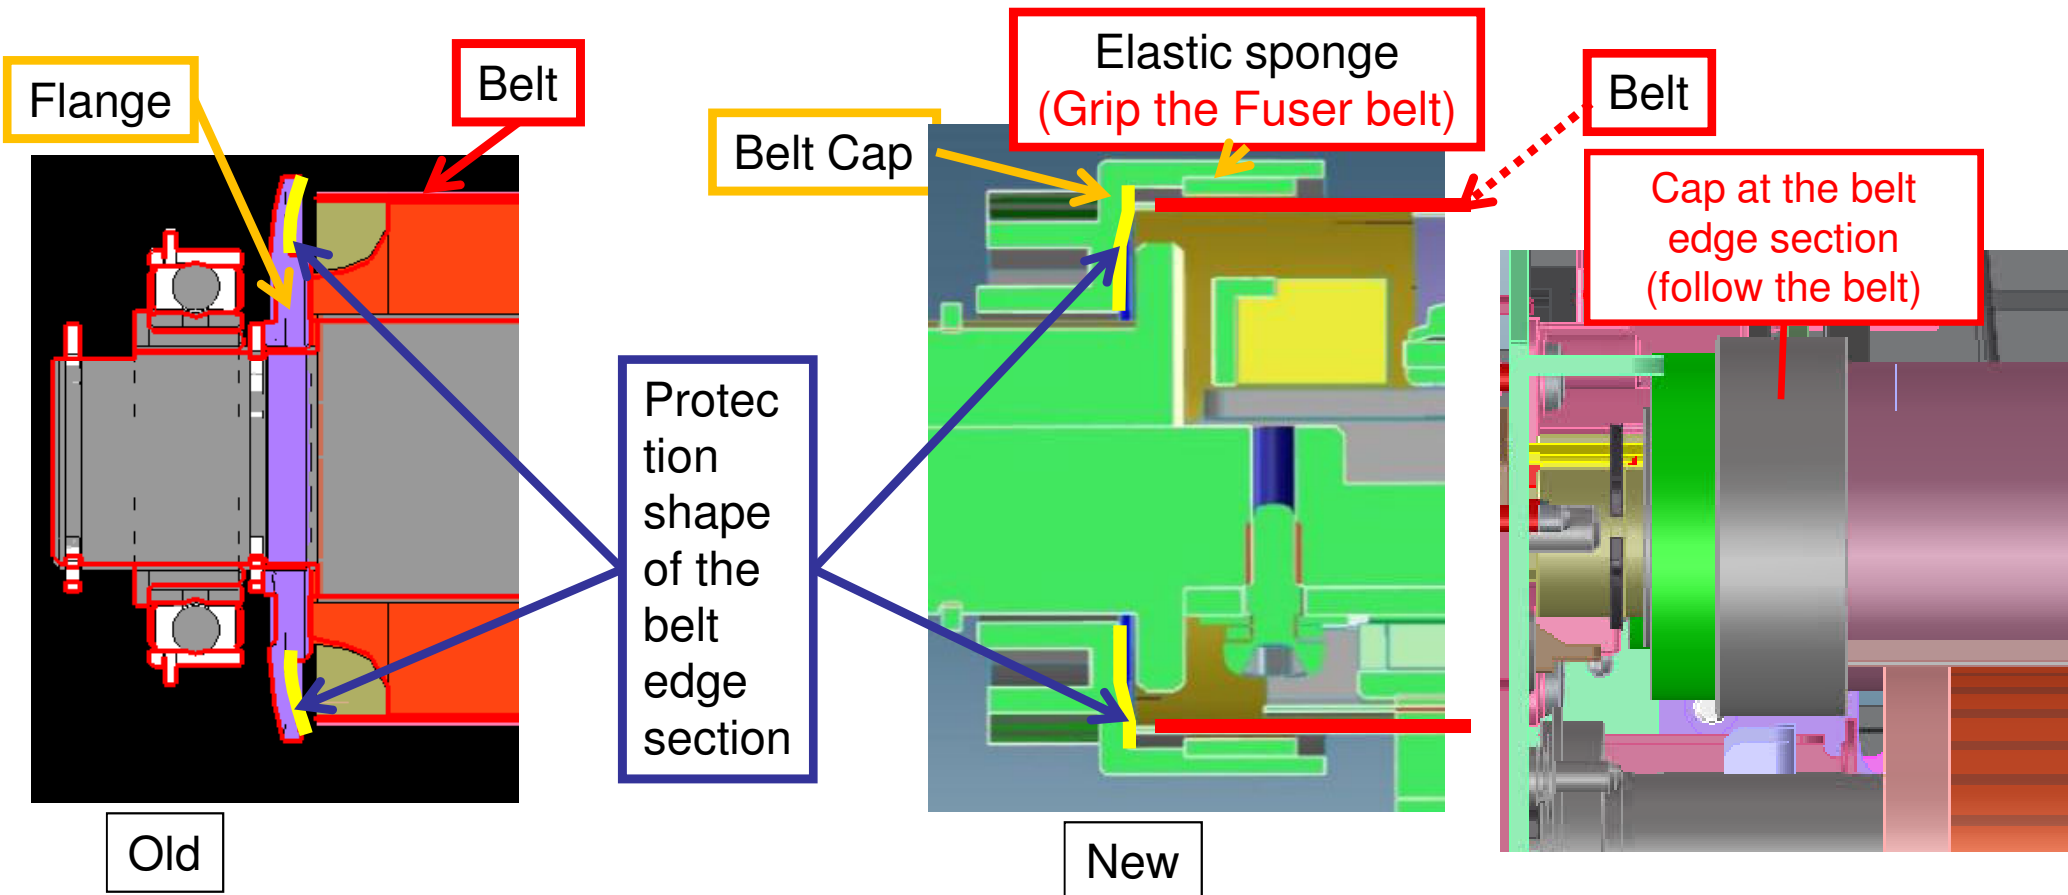 Flange
Belt
Belt Cap
Elastic sponge
(Grip the Fuser belt)
Belt
Cap at the belt
edge section
(follow the belt)
Protec
tion
shape
of the
belt
edge
section
Old
New